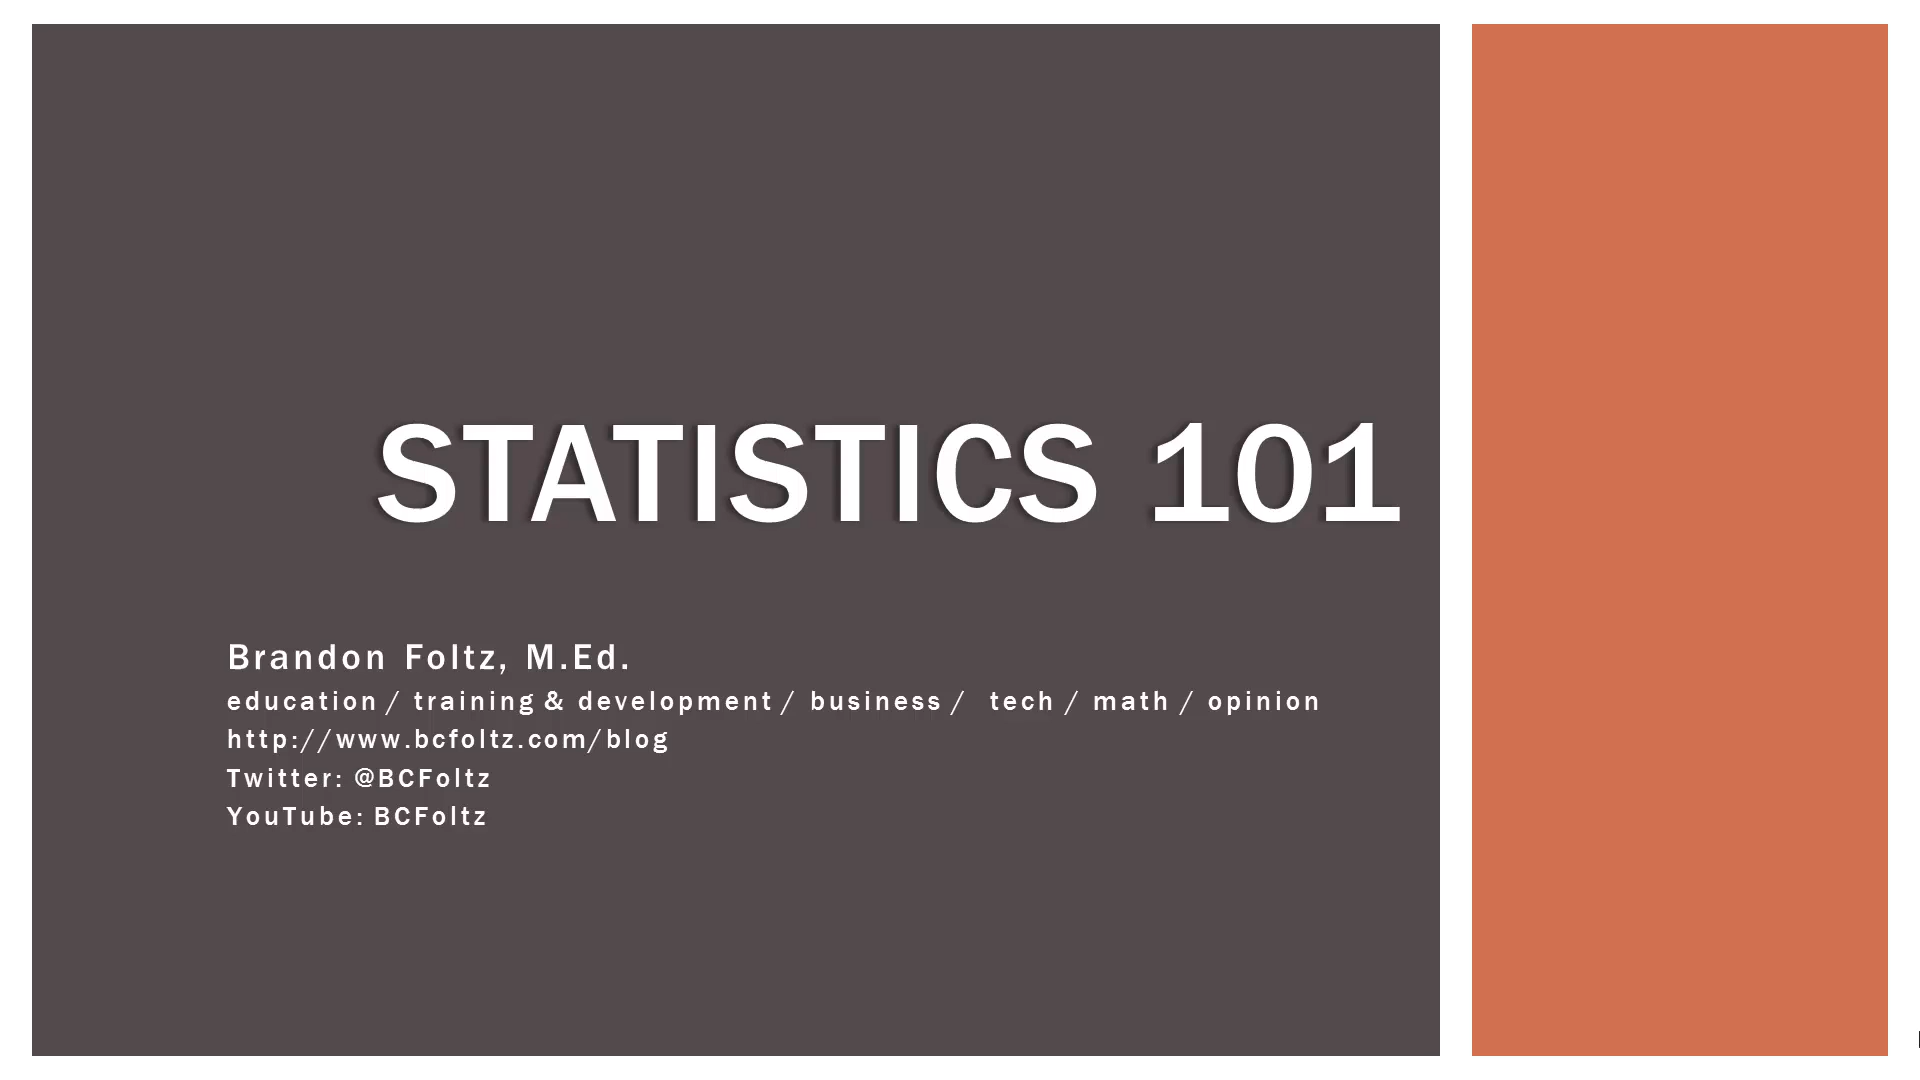 STATISTICS 101
Brandon Foltz, M.Ed.
education / training & development / business /  tech / math / opinion
http://www.bcfoltz.com/blog
Twitter: @BCFoltz
YouTube: BCFoltz